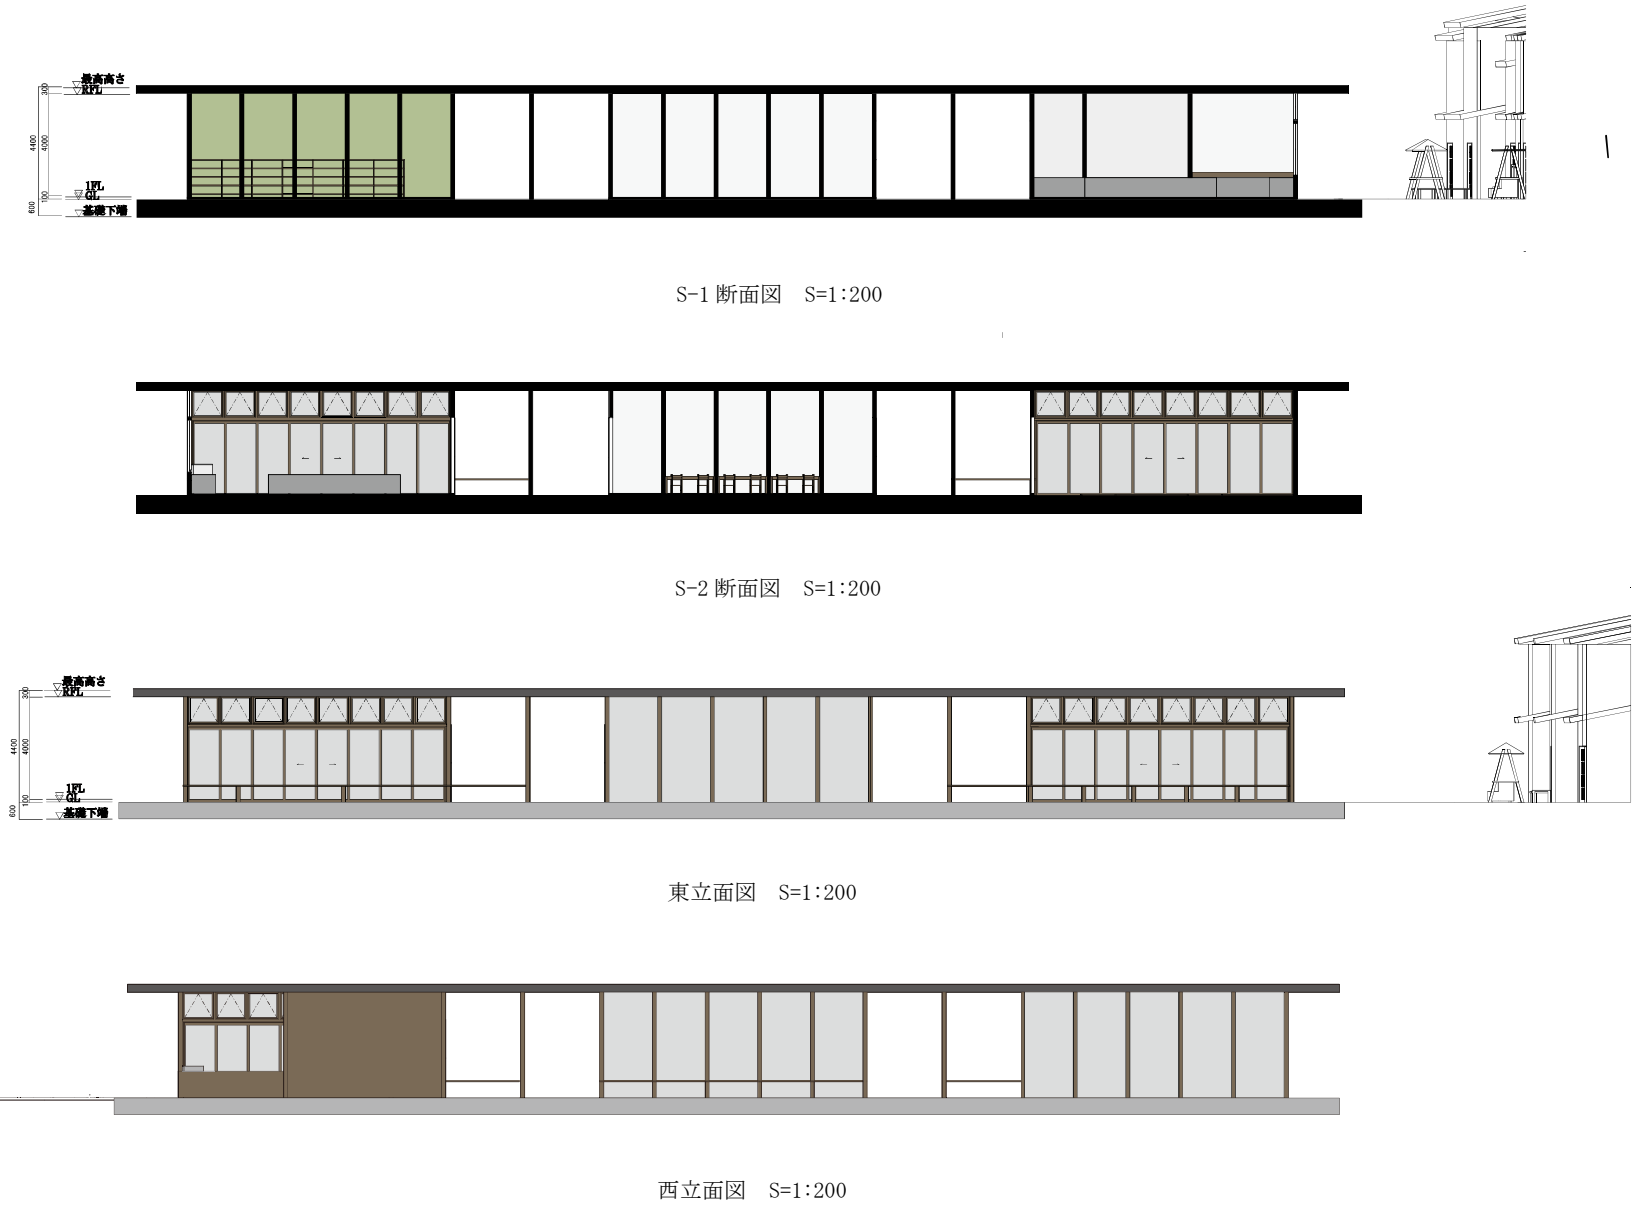 最高高さ
RFL
300
4400
4000
1FL
GL
100
600
基礎下端
S-1 断面図　S=1:200
S-2 断面図　S=1:200
最高高さ
RFL
300
4400
4000
1FL
GL
100
600
基礎下端
東立面図　S=1:200
西立面図　S=1:200